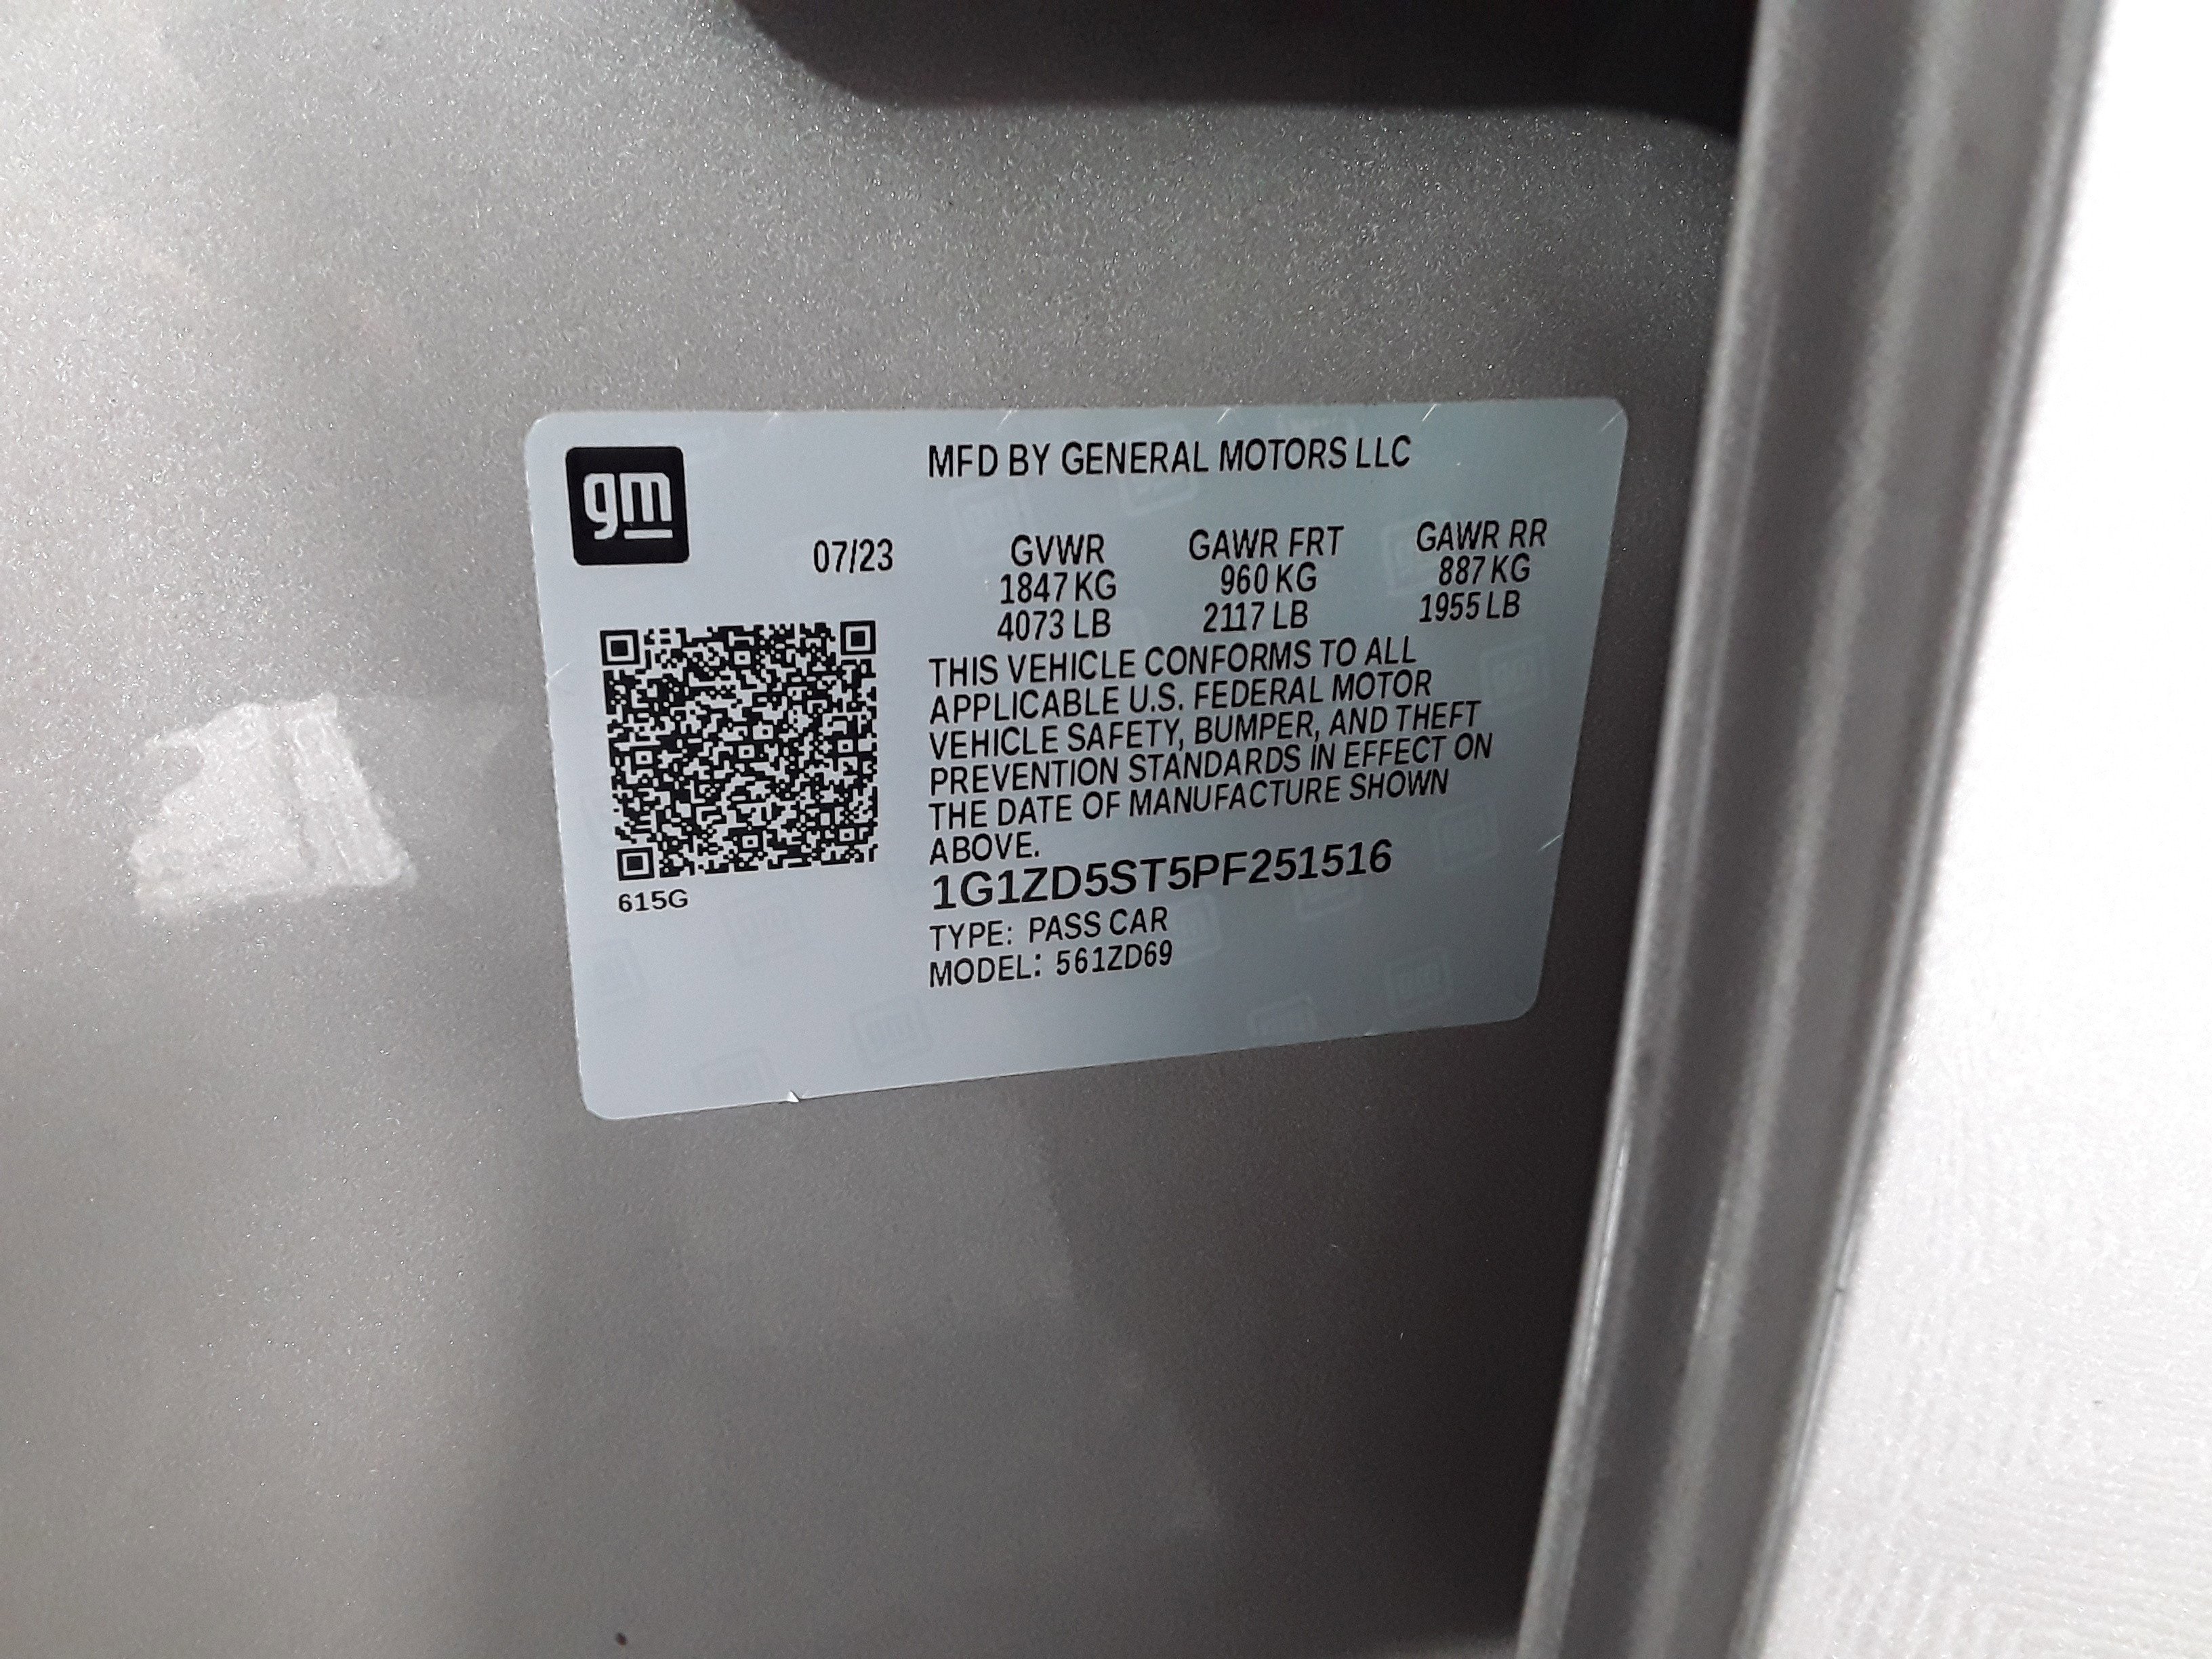 gm
MFD BY GENERAL MOTORS LLC
07/23 GVWR GAWR FRT GAWR RR
1847 KG 960 KG 887 KG
4073 LB 2117 LB 1955 LB
THIS VEHICLE CONFORMS TO ALL
APPLICABLE U.S. FEDERAL MOTOR
VEHICLE SAFETY, BUMPER, AND THEFT
PREVENTION STANDARDS IN EFFECT ON
THE DATE OF MANUFACTURE SHOWN
ABOVE.
1G1ZD5ST5PF251516
TYPE: PASS CAR
MODEL: 561ZD69
615G